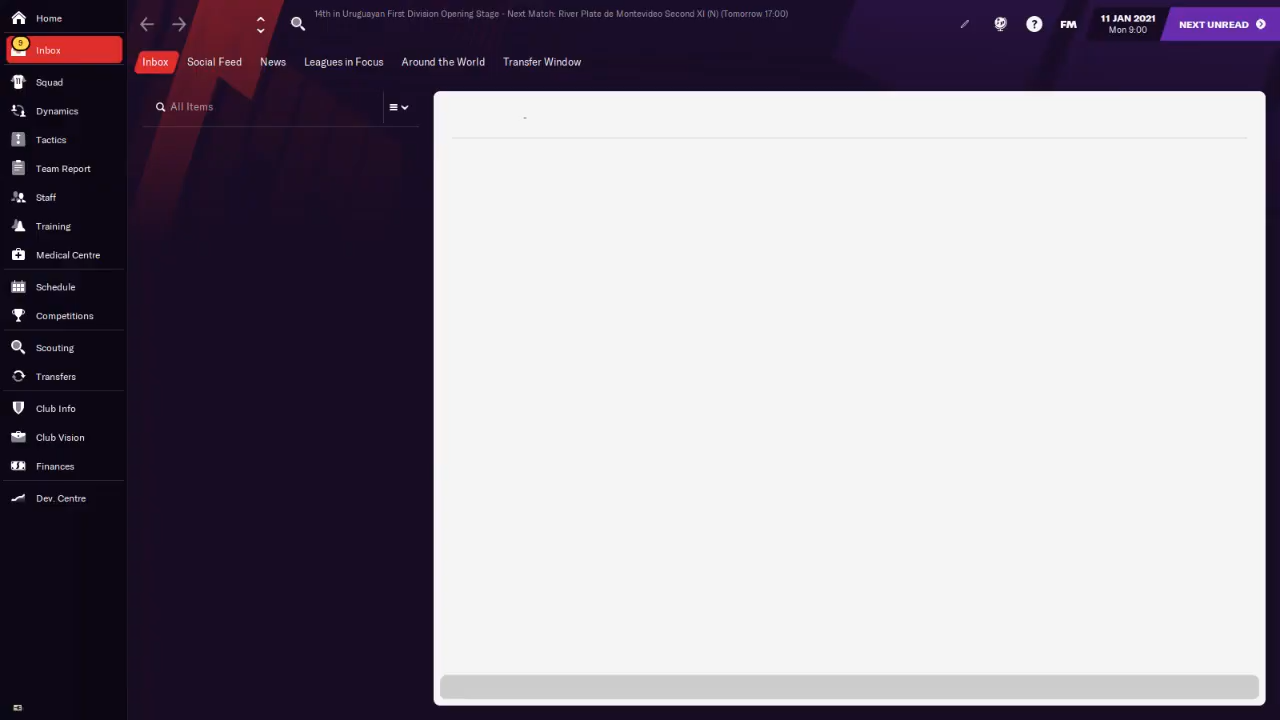 14th in Uruguayan First Division Opening Stage - Next Match: River Plate de Montevideo Second XI (N) (Tomorrow 17:00)
FM
11 JAN 2021
Mon 9:00
NEXT UNREAD
Home
9
Inbox
Squad
Dynamics
Tactics
Team Report
Staff
Training
Medical Centre
Schedule
Competitions
Scouting
Transfers
Club Info
Club Vision
Finances
Dev. Centre
Inbox
Social Feed
News
Leagues in Focus
Around the World
Transfer Window
All Items
-